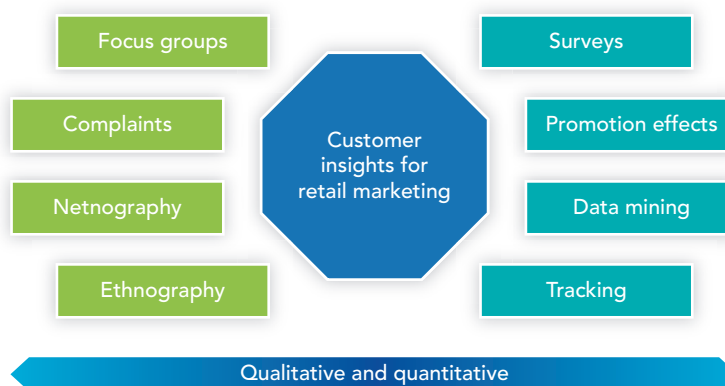 Focus groups
Complaints
Netnography
Ethnography
Customer
insights for
retail marketing
Surveys
Promotion effects
Data mining
Tracking
Qualitative and quantitative